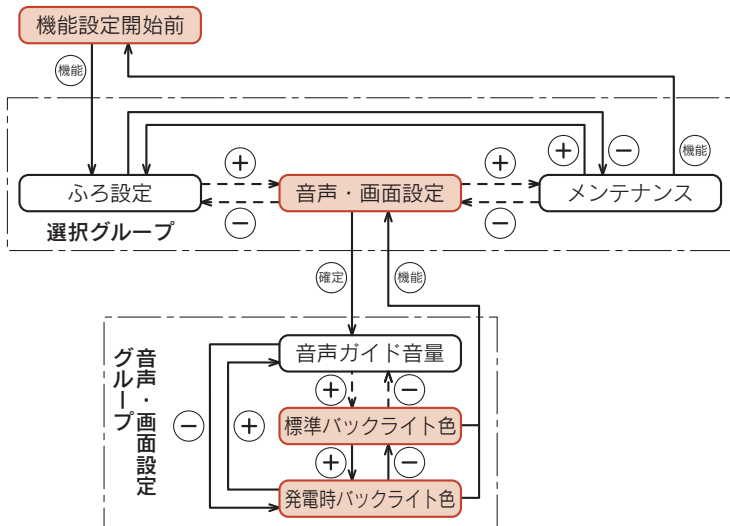 機能設定開始前
機能
+ − 機能
+ +
ふろ設定 音声・画面設定 メンテナンス
− −
選択グループ
確定 機能
音声・画面設定
グループ
音声ガイド音量
+ −
− + 標準バックライト色
+ −
発電時バックライト色